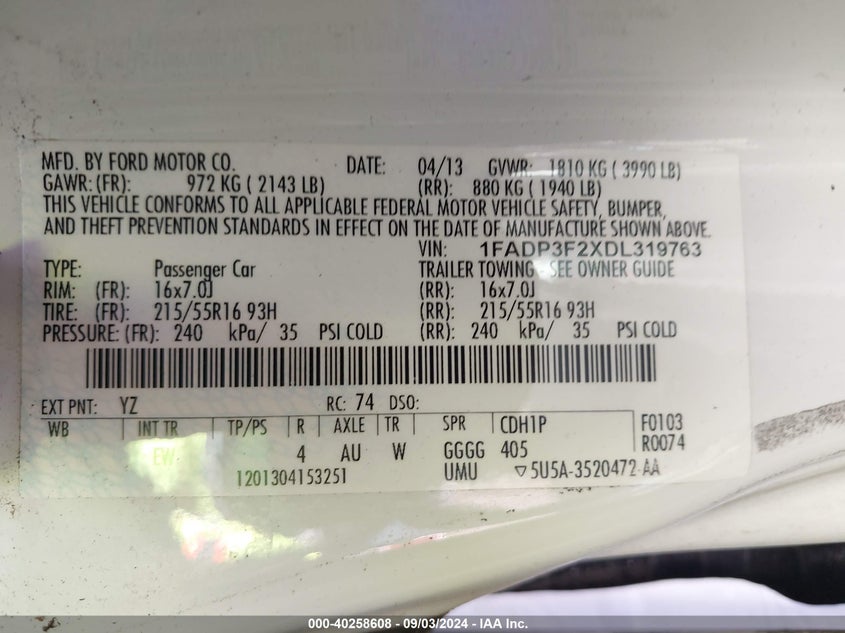 MFD. BY FORD MOTOR CO. DATE: 04/13 GVWR: 1810 KG ( 3990 LB)
GAWR: (FR): 972 KG ( 2143 LB) (RR): 880 KG ( 1940 LB)
THIS VEHICLE CONFORMS TO ALL APPLICABLE FEDERAL MOTOR VEHICLE SAFETY, BUMPER,
AND THEFT PREVENTION STANDARDS IN EFFECT ON THE DATE OF MANUFACTURE SHOWN ABOVE.
VIN: 1FADP3F2XDL319763
TYPE: Passenger Car TRAILER TOWING - SEE OWNER GUIDE
RIM: (FR): 16x7.0J (RR): 16x7.0J
TIRE: (FR): 215/55R16 93H (RR): 215/55R16 93H
PRESSURE: (FR): 240 kPa/ 35 PSI COLD (RR): 240 kPa/ 35 PSI COLD
EXT PNT: YZ RC: 74 DSO:
WB INT TR TP/PS R AXLE TR SPR CDH1P F0103
EW 4 AU W GGGG 405 R0074
1201304153251 UMU ▽5U5A-3520472-AA
000-40258608 - 09/03/2024 - IAA Inc.